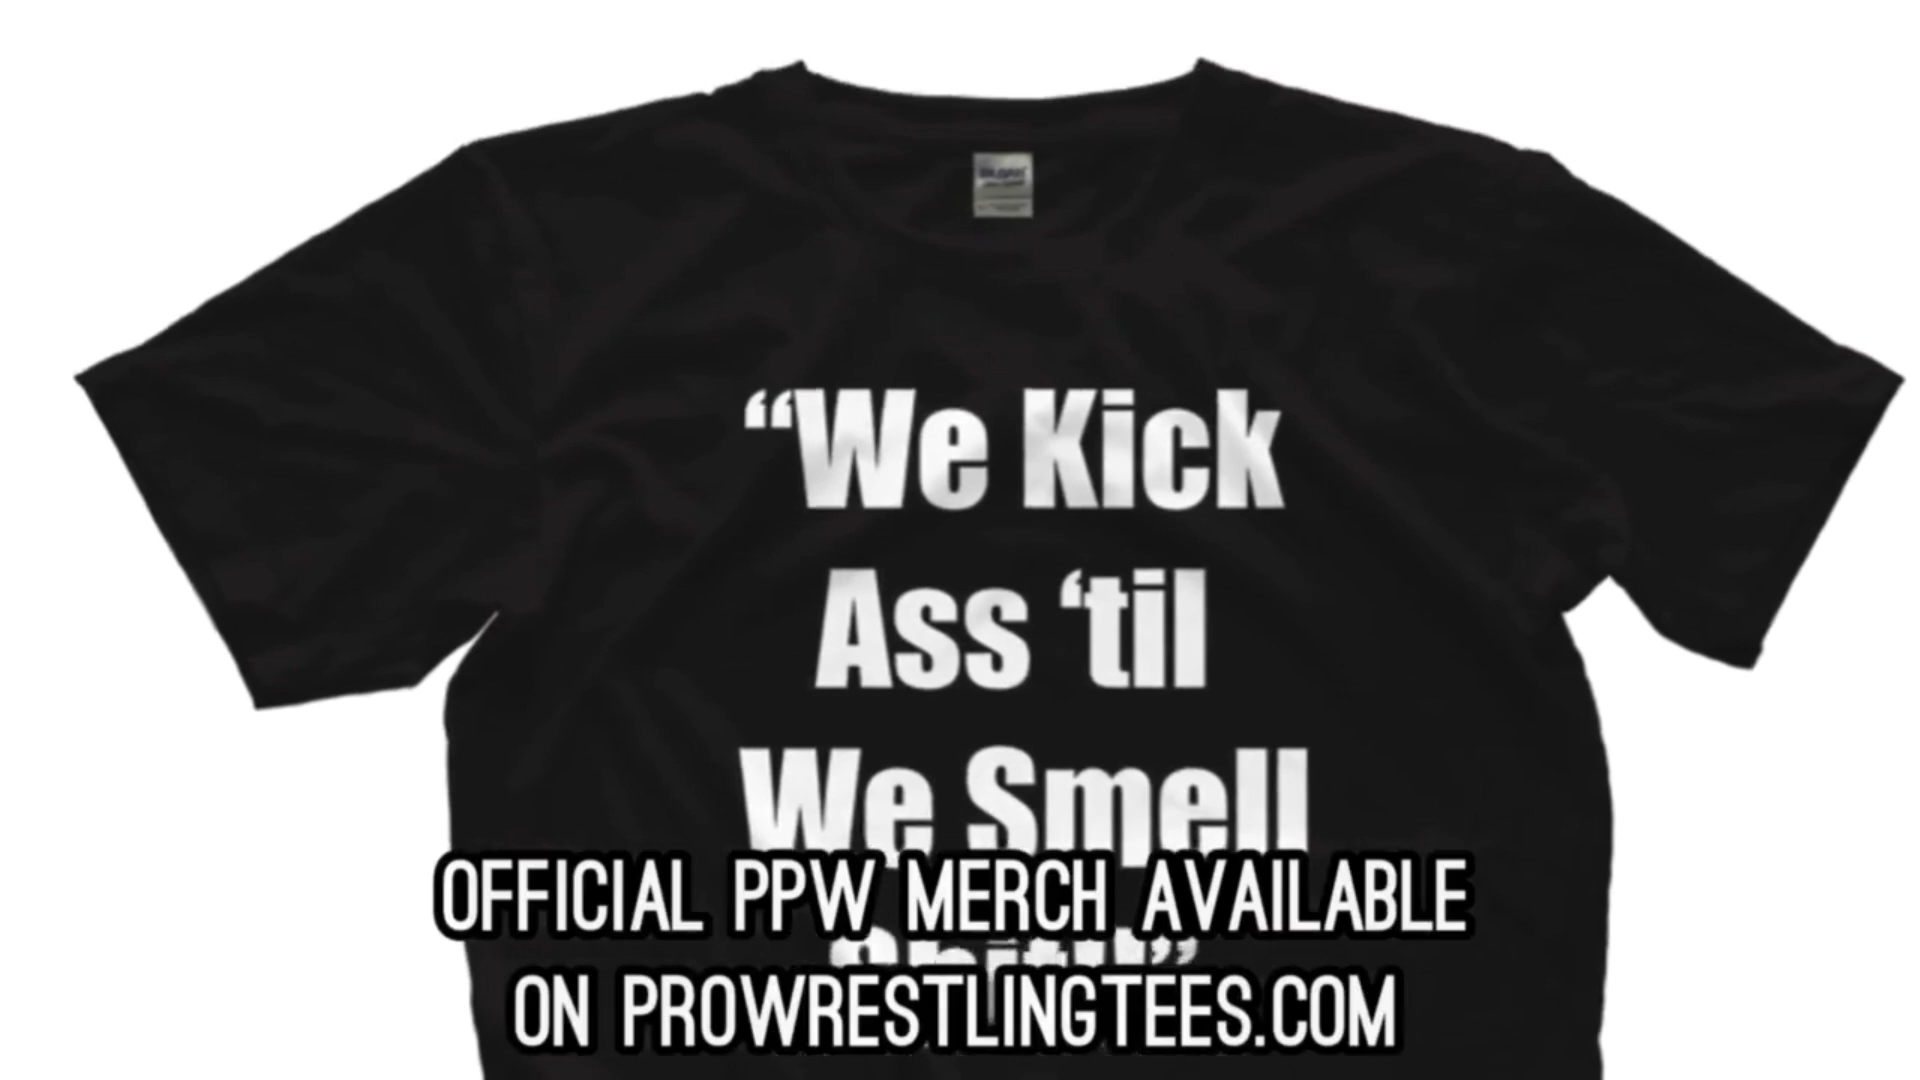 “We Kick
Ass ‘til
We Smell
OFFICIAL PPW MERCH AVAILABLE
ON PROWRESTLINGTEES.COM